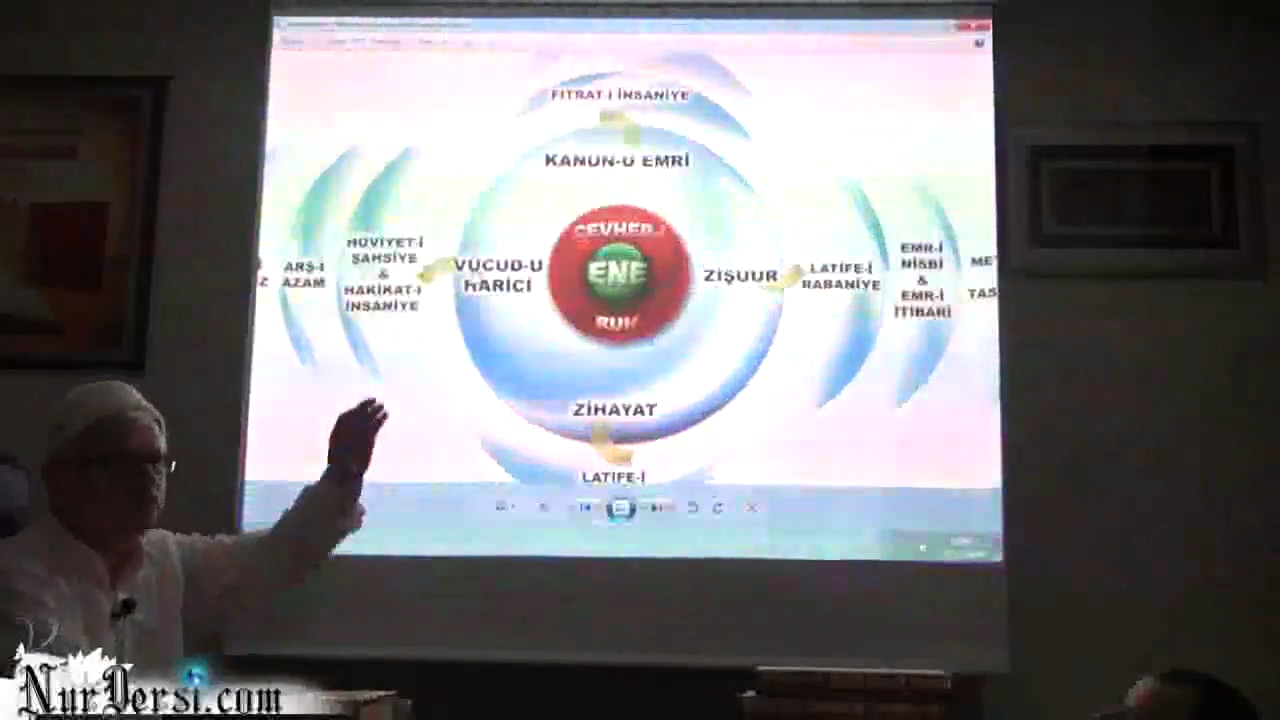 FITRAT-I İNSANİYE
KANUN-U EMRİ
CEVHER-İ
ENE
RUH
VÜCUD-U
HARİCİ
ZİŞUUR
HÜVİYET-İ
ŞAHSİYE
&
HAKİKAT-I
İNSANİYE
ARŞ-I
AZAM
Z
LATİFE-İ
RABANİYE
EMR-İ
NİSBİ
&
EMR-İ
İTİBARİ
ME
TAS
ZİHAYAT
LATİFE-İ
NurDersi.com